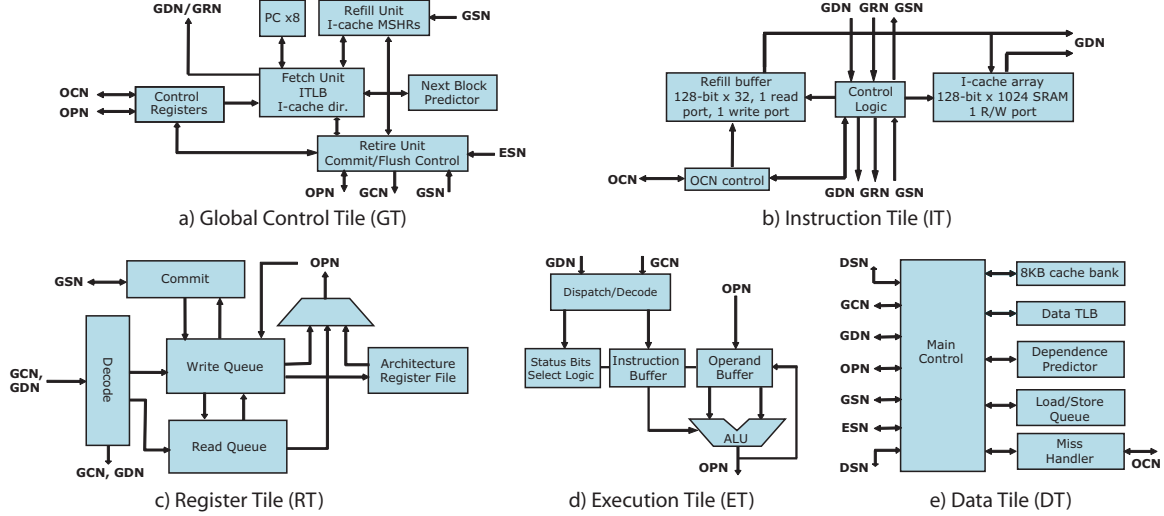 GDN/GRN
PC x8
Refill Unit
I-cache MSHRs
GSN
Fetch Unit
ITLB
I-cache dir.
Next Block
Predictor
OCN
OPN
Control
Registers
Retire Unit
Commit/Flush Control
ESN
OPN
GCN
GSN
a) Global Control Tile (GT)
GDN
GRN
GSN
GDN
Refill buffer
128-bit x 32, 1 read
port, 1 write port
Control
Logic
I-cache array
128-bit x 1024 SRAM
1 R/W port
OCN
OCN control
GDN
GRN
GSN
b) Instruction Tile (IT)
GSN
Commit
OPN
GCN,
GDN
Decode
Write Queue
Architecture
Register File
Read Queue
GCN, GDN
c) Register Tile (RT)
GDN
GCN
Dispatch/Decode
OPN
Status Bits
Select Logic
Instruction
Buffer
Operand
Buffer
ALU
OPN
d) Execution Tile (ET)
DSN
GCN
GDN
OPN
GSN
ESN
DSN
Main
Control
8KB cache bank
Data TLB
Dependence
Predictor
Load/Store
Queue
Miss
Handler
OCN
e) Data Tile (DT)